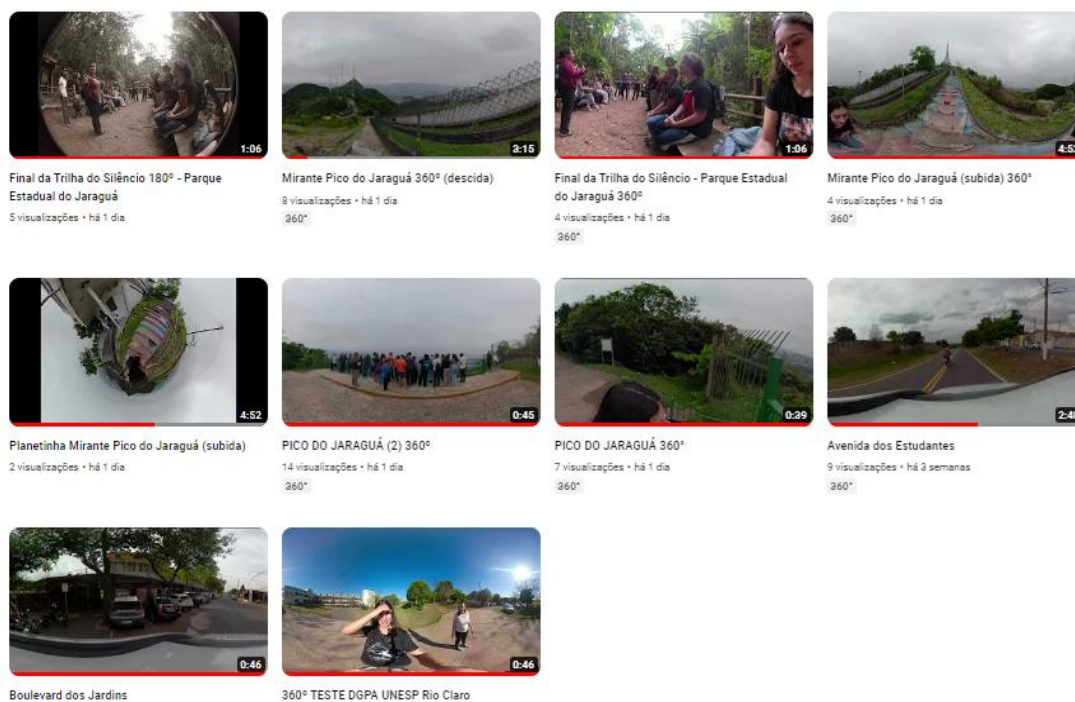 1:06
3:15
1:06
4:52
Final da Trilha do Silêncio 180º - Parque
Estadual do Jaraguá
5 visualizações • há 1 dia
Mirante Pico do Jaraguá 360º (descida)
8 visualizações • há 1 dia
360°
Final da Trilha do Silêncio - Parque Estadual
do Jaraguá 360º
4 visualizações • há 1 dia
360°
Mirante Pico do Jaraguá (subida) 360°
4 visualizações • há 1 dia
360°
4:52
0:45
0:39
Planetinha Mirante Pico do Jaraguá (subida)
2 visualizações • há 1 dia
PICO DO JARAGUÁ (2) 360º
14 visualizações • há 1 dia
360°
PICO DO JARAGUÁ 360°
7 visualizações • há 1 dia
360°
Avenida dos Estudantes
9 visualizações • há 3 semanas
360°
0:46
0:46
Boulevard dos Jardins
360º TESTE DGPA UNESP Rio Claro